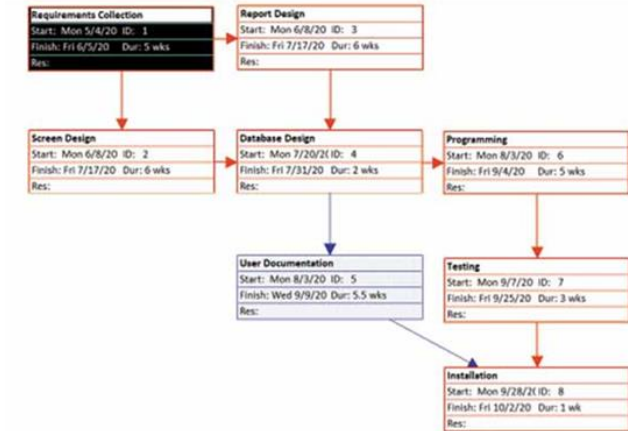 Requirements Collection
Start: Mon 5/4/20 ID: 1
Finish: Fri 6/5/20 Dur: 5 wks
Res:
Report Design
Start: Mon 6/8/20 ID: 3
Finish: Fri 7/17/20 Dur: 6 wks
Res:
Screen Design
Start: Mon 6/8/20 ID: 2
Finish: Fri 7/17/20 Dur: 6 wks
Res:
Database Design
Start: Mon 7/20/2( ID: 4
Finish: Fri 7/31/20 Dur: 2 wks
Res:
Programming
Start: Mon 8/3/20 ID: 6
Finish: Fri 9/4/20 Dur: 5 wks
Res:
User Documentation
Start: Mon 8/3/20 ID: 5
Finish: Wed 9/9/20 Dur: 5.5 wks
Res:
Testing
Start: Mon 9/7/20 ID: 7
Finish: Fri 9/25/20 Dur: 3 wks
Res:
Installation
Start: Mon 9/28/2( ID: 8
Finish: Fri 10/2/20 Dur: 1 wk
Res: